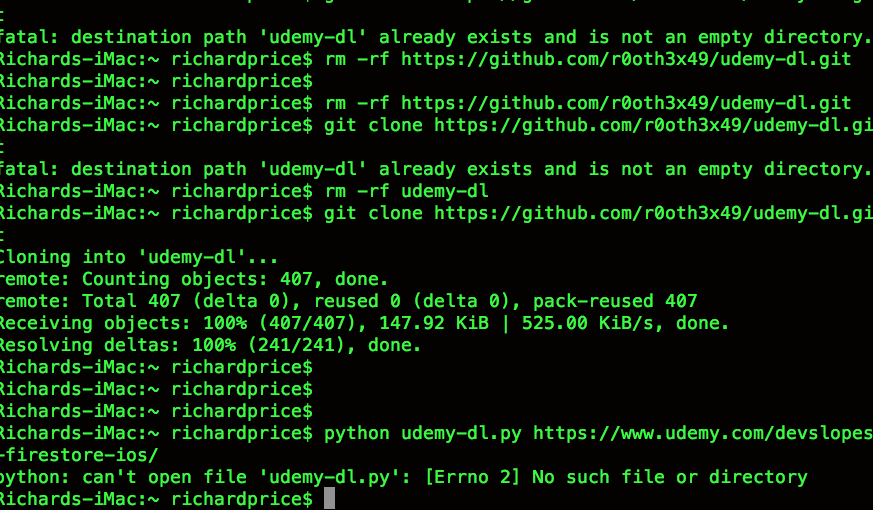 t
fatal: destination path 'udemy-dl' already exists and is not an empty directory.
Richards-iMac:~ richardprice$ rm -rf https://github.com/r0oth3x49/udemy-dl.git
Richards-iMac:~ richardprice$
Richards-iMac:~ richardprice$ rm -rf https://github.com/r0oth3x49/udemy-dl.git
Richards-iMac:~ richardprice$ git clone https://github.com/r0oth3x49/udemy-dl.gi
t
fatal: destination path 'udemy-dl' already exists and is not an empty directory.
Richards-iMac:~ richardprice$ rm -rf udemy-dl
Richards-iMac:~ richardprice$ git clone https://github.com/r0oth3x49/udemy-dl.gi
t
Cloning into 'udemy-dl'...
remote: Counting objects: 407, done.
remote: Total 407 (delta 0), reused 0 (delta 0), pack-reused 407
Receiving objects: 100% (407/407), 147.92 KiB | 525.00 KiB/s, done.
Resolving deltas: 100% (241/241), done.
Richards-iMac:~ richardprice$
Richards-iMac:~ richardprice$
Richards-iMac:~ richardprice$
Richards-iMac:~ richardprice$ python udemy-dl.py https://www.udemy.com/devslopes
-firestore-ios/
python: can't open file 'udemy-dl.py': [Errno 2] No such file or directory
Richards-iMac:~ richardprice$